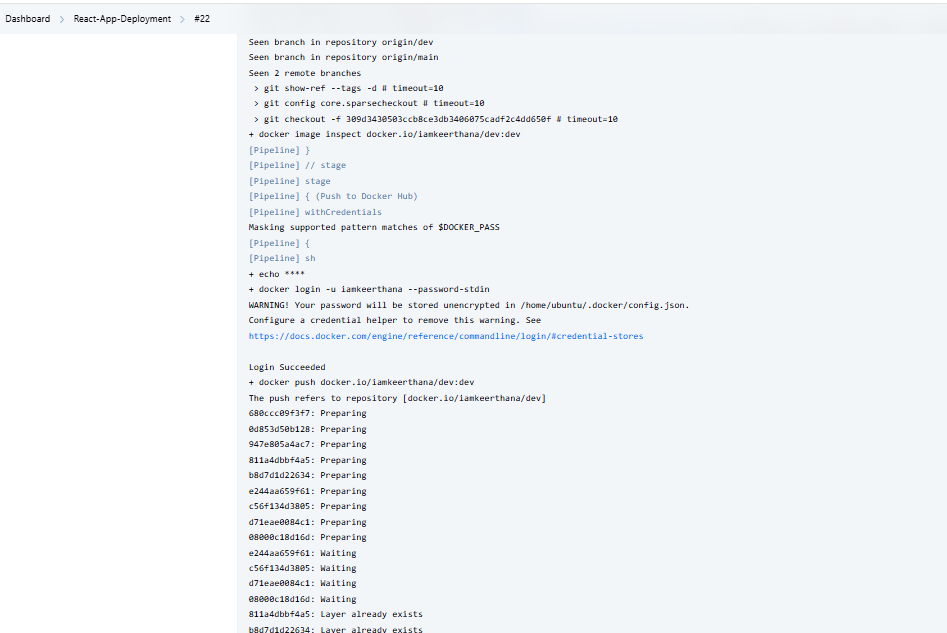 Dashboard > React-App-Deployment > #22
Seen branch in repository origin/dev
Seen branch in repository origin/main
Seen 2 remote branches
> git show-ref --tags -d # timeout=10
> git config core.sparsecheckout # timeout=10
> git checkout -f 309d3430503ccb8ce3db3406075cadf2c4dd650f # timeout=10
+ docker image inspect docker.io/iamkeerthana/dev:dev
[Pipeline] }
[Pipeline] // stage
[Pipeline] stage
[Pipeline] { (Push to Docker Hub)
[Pipeline] withCredentials
Masking supported pattern matches of $DOCKER_PASS
[Pipeline] {
[Pipeline] sh
+ echo ****
+ docker login -u iamkeerthana --password-stdin
WARNING! Your password will be stored unencrypted in /home/ubuntu/.docker/config.json.
Configure a credential helper to remove this warning. See
https://docs.docker.com/engine/reference/commandline/login/#credential-stores
Login Succeeded
+ docker push docker.io/iamkeerthana/dev:dev
The push refers to repository [docker.io/iamkeerthana/dev]
680ccc09f3f7: Preparing
0d853d50b128: Preparing
947e805a4ac7: Preparing
811a4dbbf4a5: Preparing
b8d7d1d22634: Preparing
e244aa659f61: Preparing
c56f134d3805: Preparing
d71eae0084c1: Preparing
08000c18d16d: Preparing
e244aa659f61: Waiting
c56f134d3805: Waiting
d71eae0084c1: Waiting
08000c18d16d: Waiting
811a4dbbf4a5: Layer already exists
b8d7d1d22634: Layer already exists